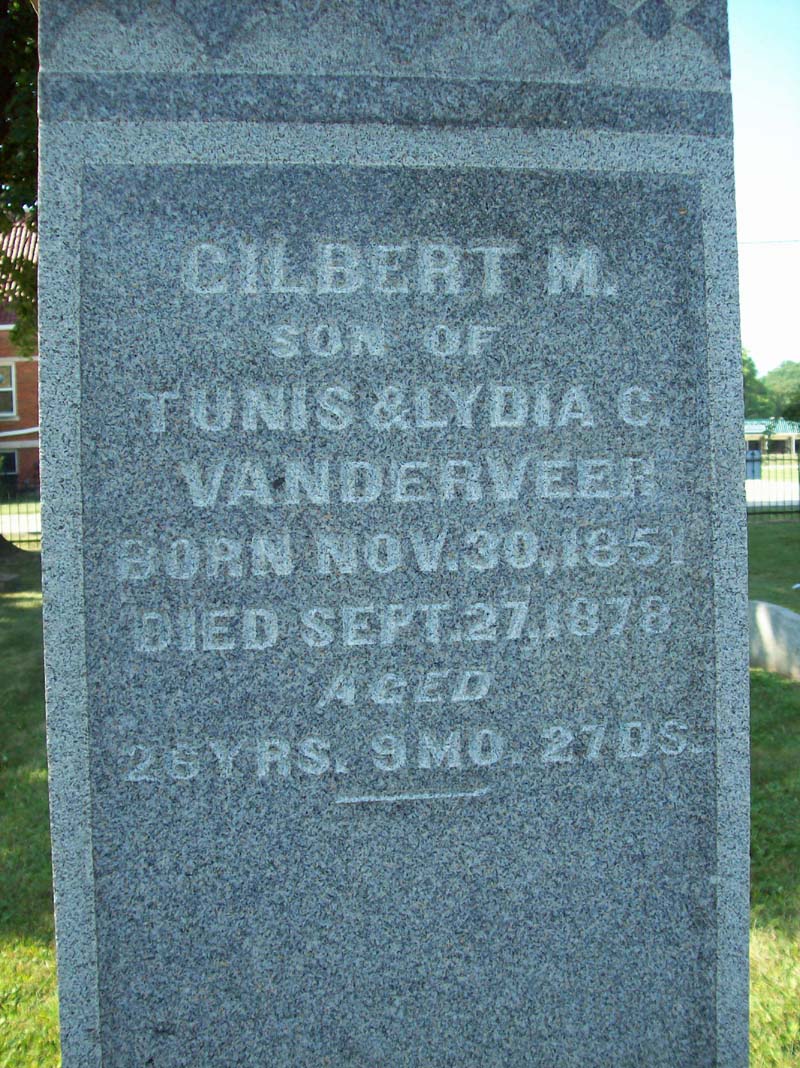 GILBERT M.
SON OF
TUNIS & LYDIA C.
VANDERVEER
BORN NOV. 30, 1851
DIED SEPT. 27, 1878
AGED
26 YRS. 9 MO. 27 DS.